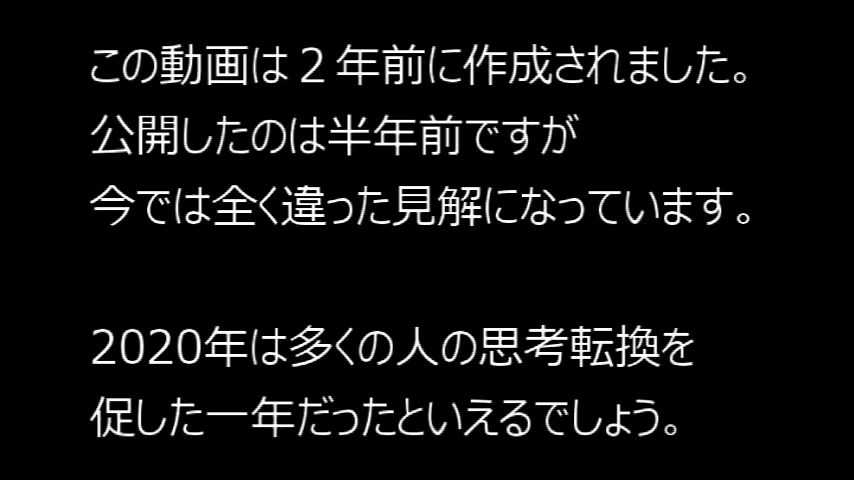 この動画は２年前に作成されました。
公開したのは半年前ですが
今では全く違った見解になっています。
2020年は多くの人の思考転換を
促した一年だったといえるでしょう。